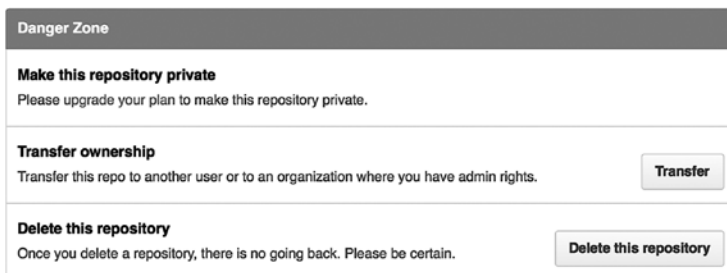 Danger Zone
Make this repository private
Please upgrade your plan to make this repository private.
Transfer ownership
Transfer this repo to another user or to an organization where you have admin rights.
Transfer
Delete this repository
Once you delete a repository, there is no going back. Please be certain.
Delete this repository